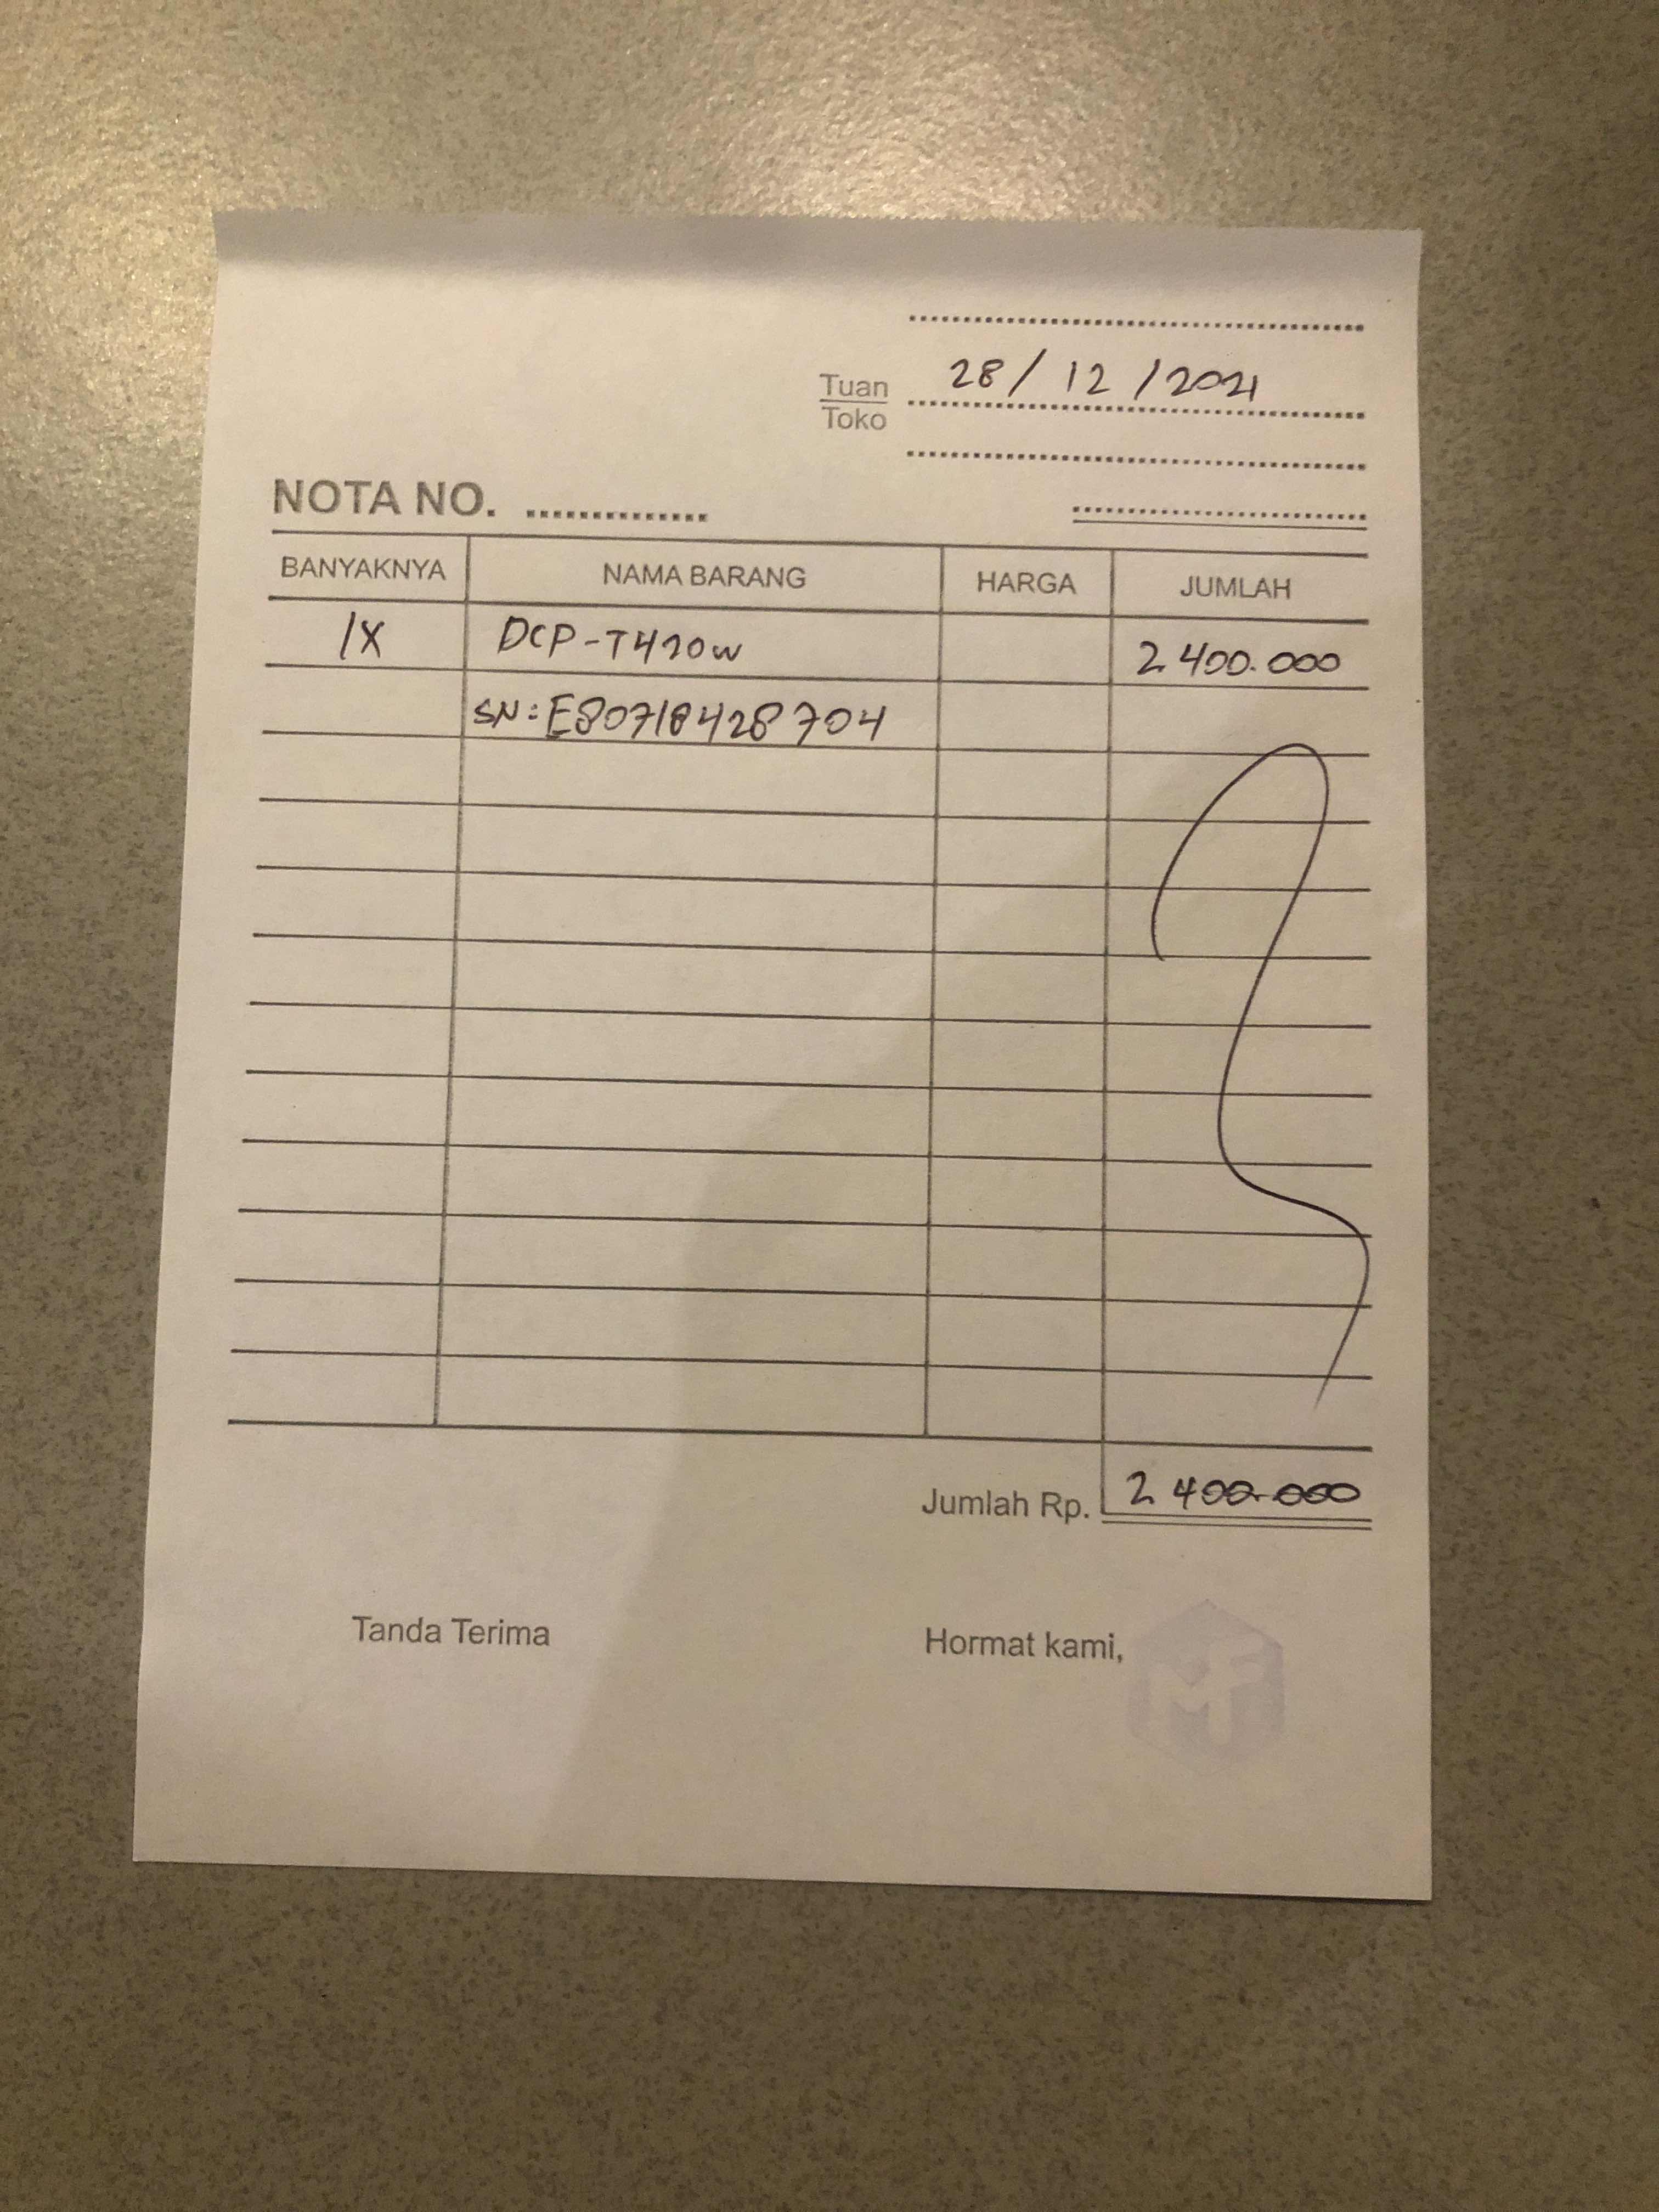 28/12/2021
Tuan
Toko
NOTA NO.
BANYAKNYA NAMA BARANG HARGA JUMLAH
1X DCP-T420W 2 400.000
SN: E80718428704
Jumlah Rp. 2 400.000
Tanda Terima Hormat kami,